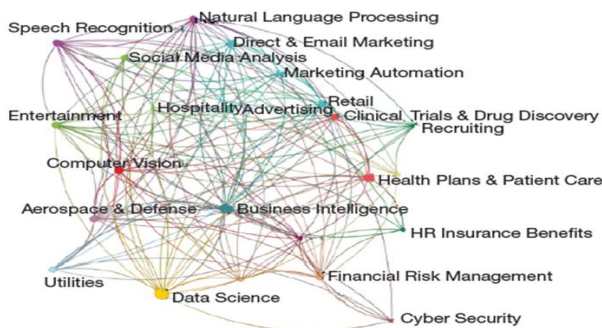 Natural Language Processing
Speech Recognition
Direct & Email Marketing
Social Media Analysis
Marketing Automation
Hospitality
Advertising
Retail
Entertainment
Clinical Trials & Drug Discovery
Recruiting
Computer Vision
Health Plans & Patient Care
Aerospace & Defense
Business Intelligence
HR Insurance Benefits
Financial Risk Management
Utilities
Data Science
Cyber Security